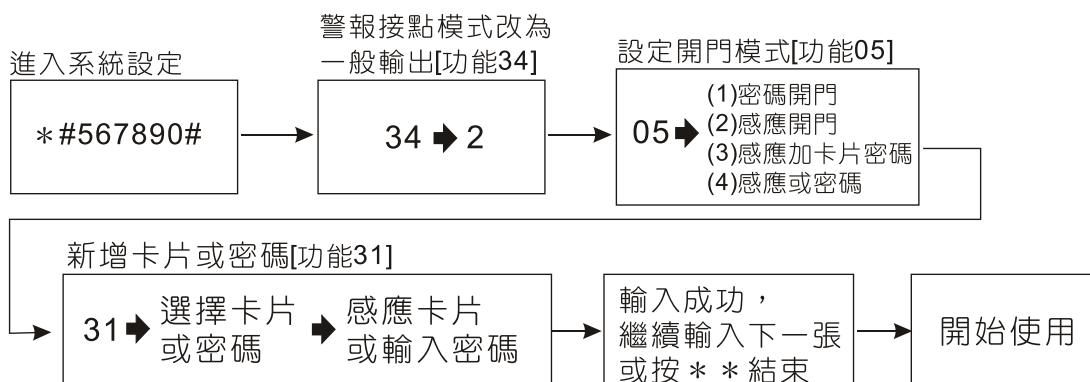 進入系統設定
＊#567890#
警報接點模式改為
一般輸出[功能34]
34 ➧ 2
設定開門模式[功能05]
05 ➧
(1)密碼開門
(2)感應開門
(3)感應加卡片密碼
(4)感應或密碼
新增卡片或密碼[功能31]
31 ➧ 選擇卡片 ➧ 感應卡片
或密碼 或輸入密碼
輸入成功，
繼續輸入下一張
或按＊＊結束
開始使用